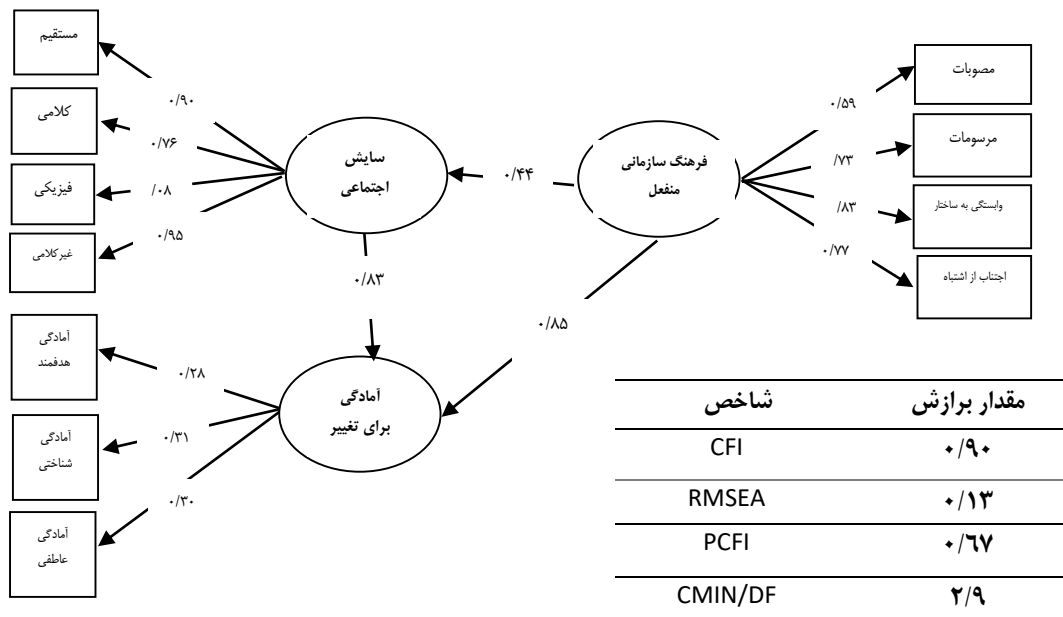 مستقیم
کلامی
فیزیکی
غیرکلامی
۰/۹۰
۰/۷۶
/۰۸
۰/۹۵
سایش
اجتماعی
۰/۴۴
فرهنگ سازمانی
منفعل
۰/۵۹
/۷۳
/۸۳
۰/۷۷
مصوبات
مرسومات
وابستگی به ساختار
اجتناب از اشتباه
۰/۸۳
۰/۸۵
آمادگی
هدفمند
آمادگی
شناختی
آمادگی
عاطفی
۰/۲۸
۰/۳۱
۰/۳۰
آمادگی
برای تغییر
شاخص مقدار برازش
CFI ۰/۹۰
RMSEA ۰/۱۳
PCFI ۰/٦٧
CMIN/DF ۲/۹